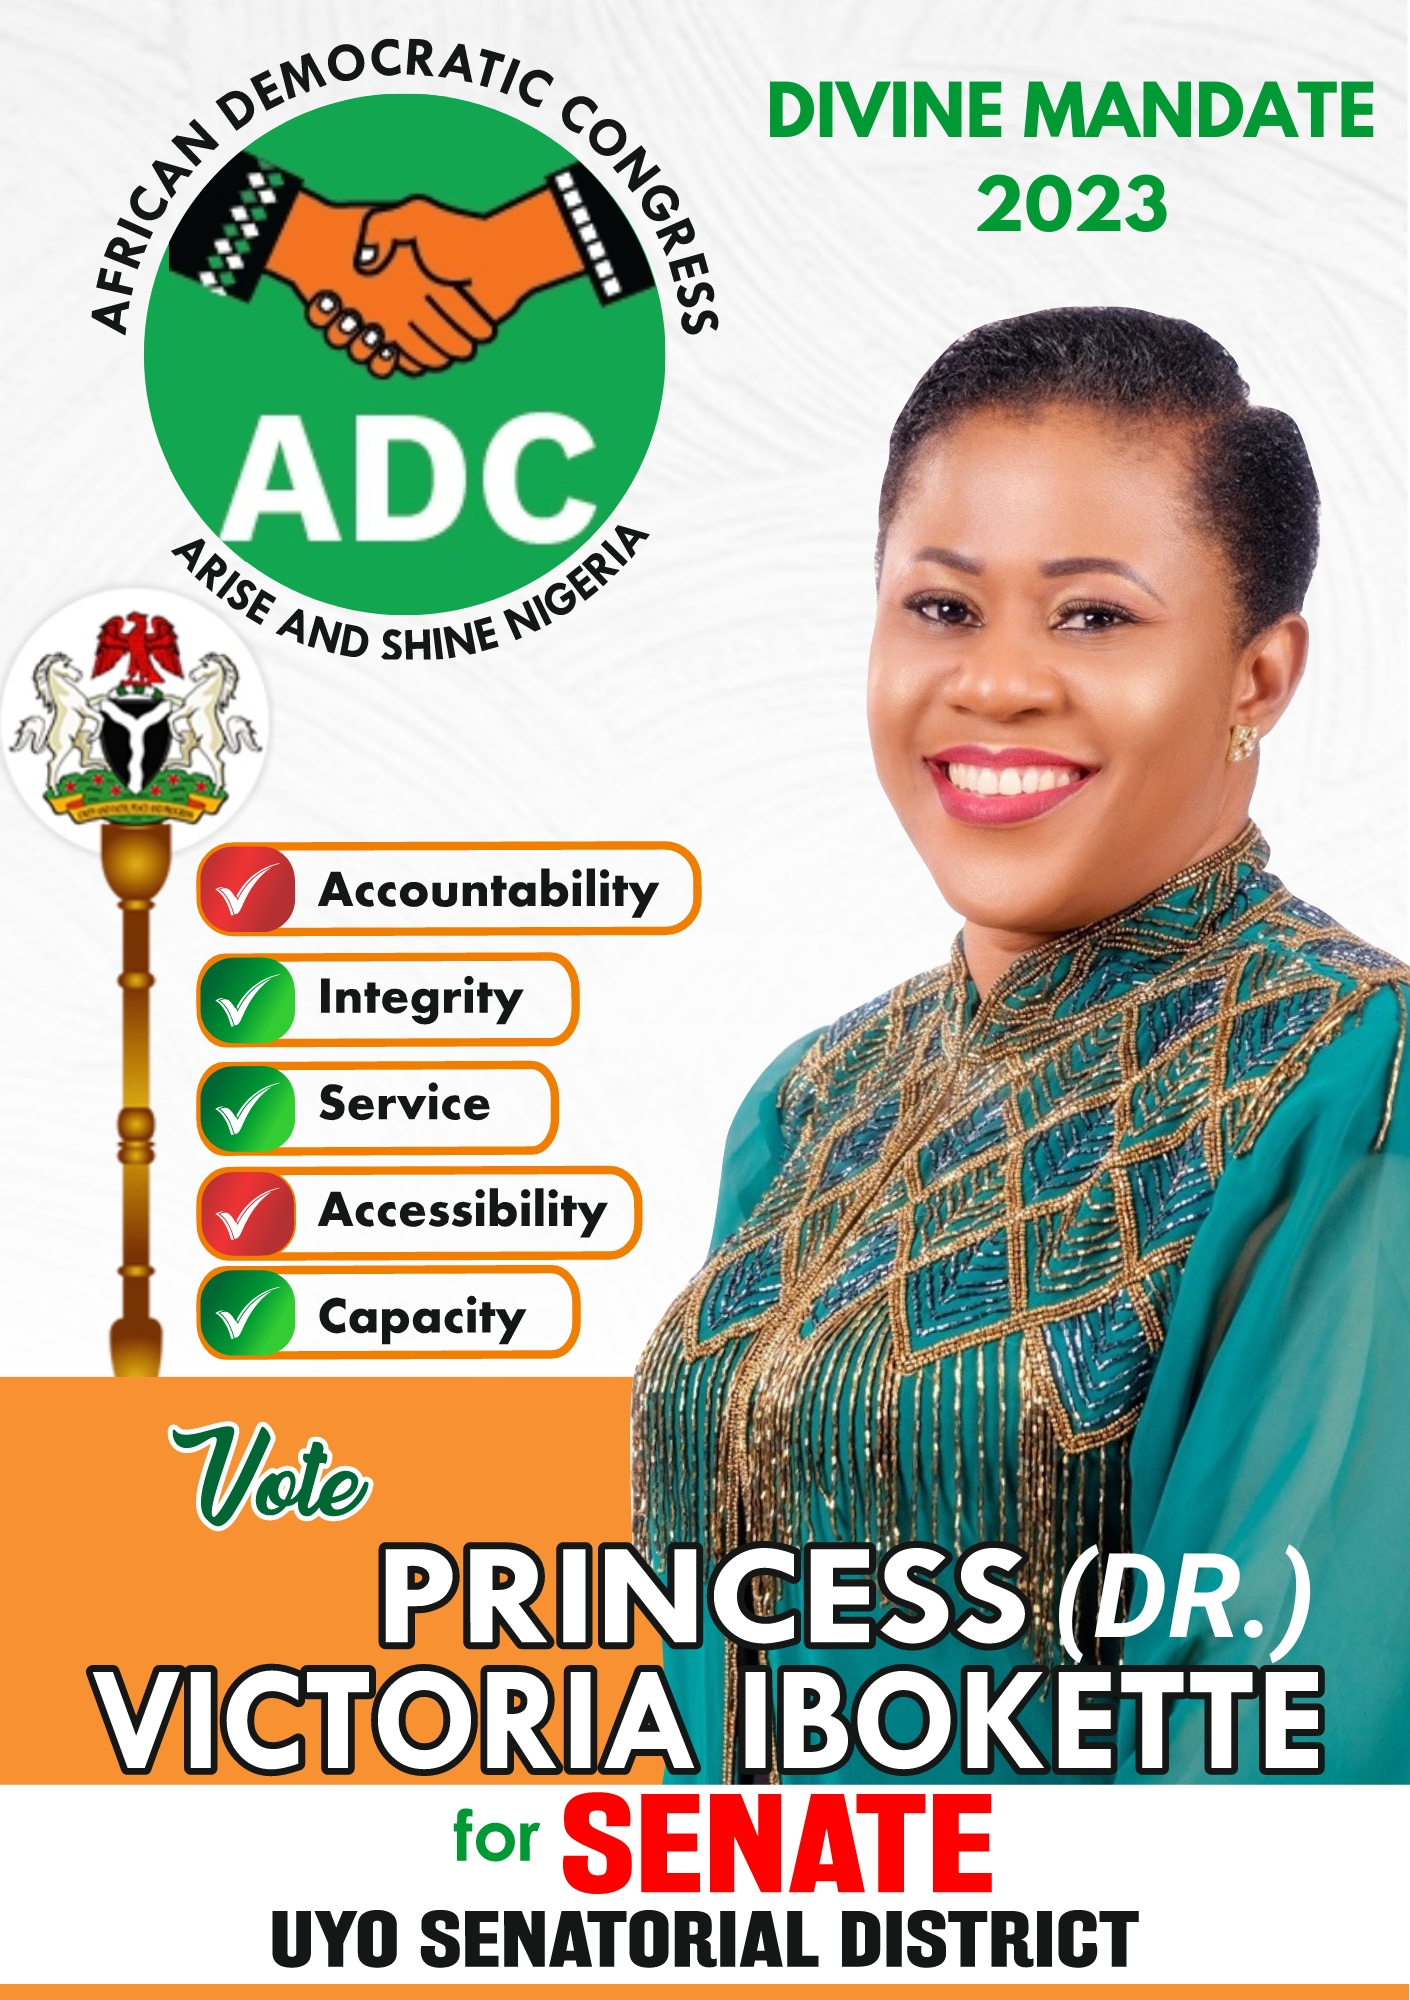 AFRICAN DEMOCRATIC CONGRESS
ADC
ARISE AND SHINE NIGERIA
DIVINE MANDATE
2023
Accountability
Integrity
Service
Accessibility
Capacity
Vote
PRINCESS (DR.)
VICTORIA IBOKETTE
for SENATE
UYO SENATORIAL DISTRICT